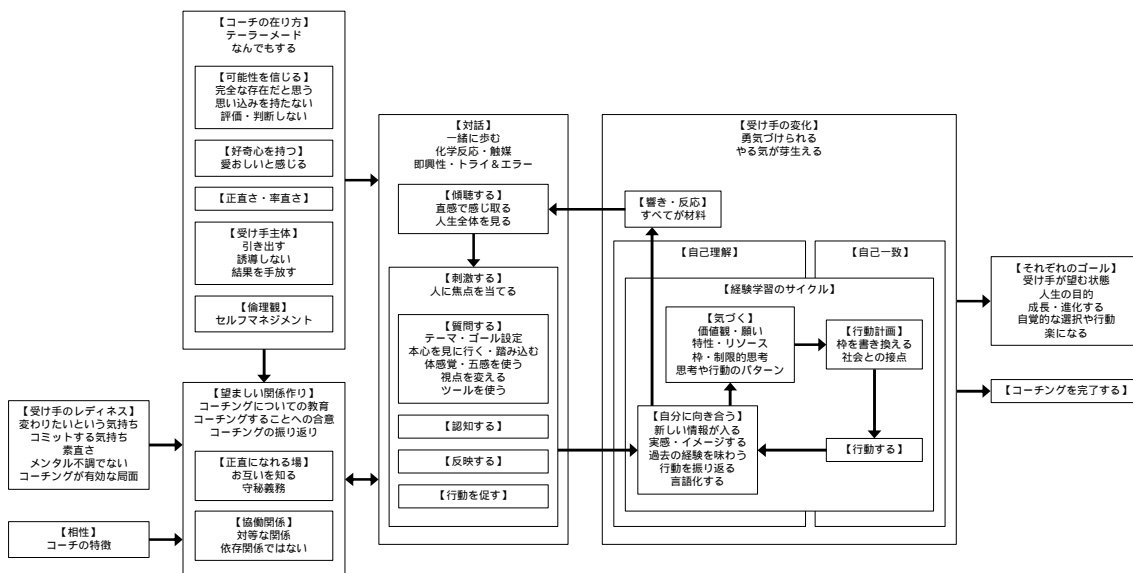 【コーチの在り方】
テーラーメード
なんでもする
【可能性を信じる】
完全な存在だと思う
思い込みを持たない
評価・判断しない
【好奇心を持つ】
愛おしいと感じる
【正直さ・率直さ】
【受け手主体】
引き出す
誘導しない
結果を手放す
【倫理観】
セルフマネジメント
【受け手のレディネス】
変わりたいという気持ち
コミットする気持ち
素直さ
メンタル不調でない
コーチングが有効な局面
【相性】
コーチの特徴
【望ましい関係作り】
コーチングについての教育
コーチングすることへの合意
コーチングの振り返り
【正直になれる場】
お互いを知る
守秘義務
【協働関係】
対等な関係
依存関係ではない
【対話】
一緒に歩む
化学反応・触媒
即興性・トライ＆エラー
【傾聴する】
直感で感じ取る
人生全体を見る
【刺激する】
人に焦点を当てる
【質問する】
テーマ・ゴール設定
本心を見に行く・踏み込む
体感覚・五感を使う
視点を変える
ツールを使う
【認知する】
【反映する】
【行動を促す】
【受け手の変化】
勇気づけられる
やる気が芽生える
【響き・反応】
すべてが材料
【自己理解】
【自己一致】
【経験学習のサイクル】
【気づく】
価値観・願い
特性・リソース
枠・制限的思考
思考や行動のパターン
【行動計画】
枠を書き換える
社会との接点
【自分に向き合う】
新しい情報が入る
実感・イメージする
過去の経験を味わう
行動を振り返る
言語化する
【行動する】
【それぞれのゴール】
受け手が望む状態
人生の目的
成長・進化する
自覚的な選択や行動
楽になる
【コーチングを完了する】